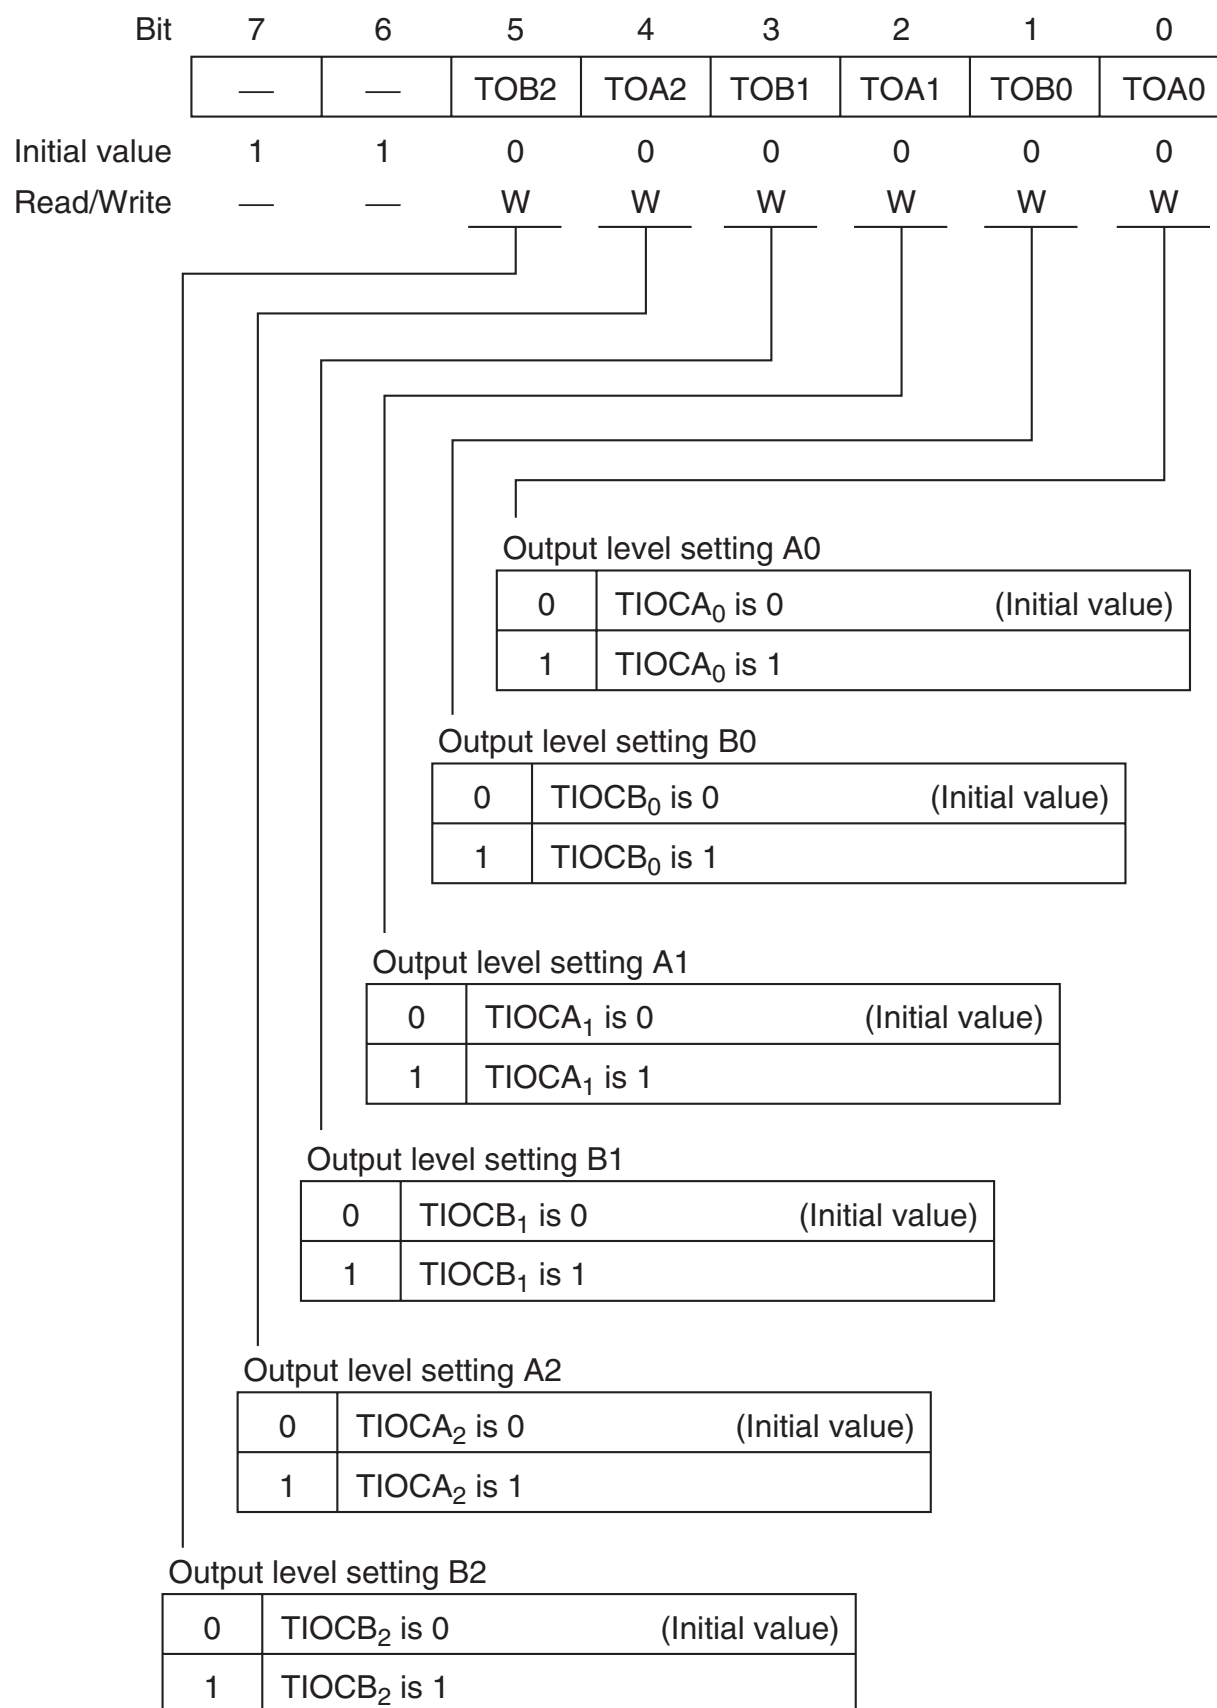 Bit 7 6 5 4 3 2 1 0
— — TOB2 TOA2 TOB1 TOA1 TOB0 TOA0
Initial value 1 1 0 0 0 0 0 0
Read/Write — — W W W W W W
Output level setting A0
0 TIOCA₀ is 0 (Initial value)
1 TIOCA₀ is 1
Output level setting B0
0 TIOCB₀ is 0 (Initial value)
1 TIOCB₀ is 1
Output level setting A1
0 TIOCA₁ is 0 (Initial value)
1 TIOCA₁ is 1
Output level setting B1
0 TIOCB₁ is 0 (Initial value)
1 TIOCB₁ is 1
Output level setting A2
0 TIOCA₂ is 0 (Initial value)
1 TIOCA₂ is 1
Output level setting B2
0 TIOCB₂ is 0 (Initial value)
1 TIOCB₂ is 1